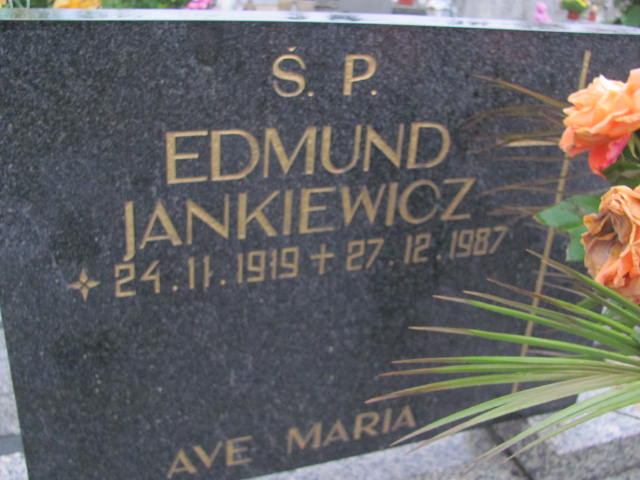 Ś. P.
EDMUND
JANKIEWICZ
24.11.1919 + 27.12.1987
AVE MARIA